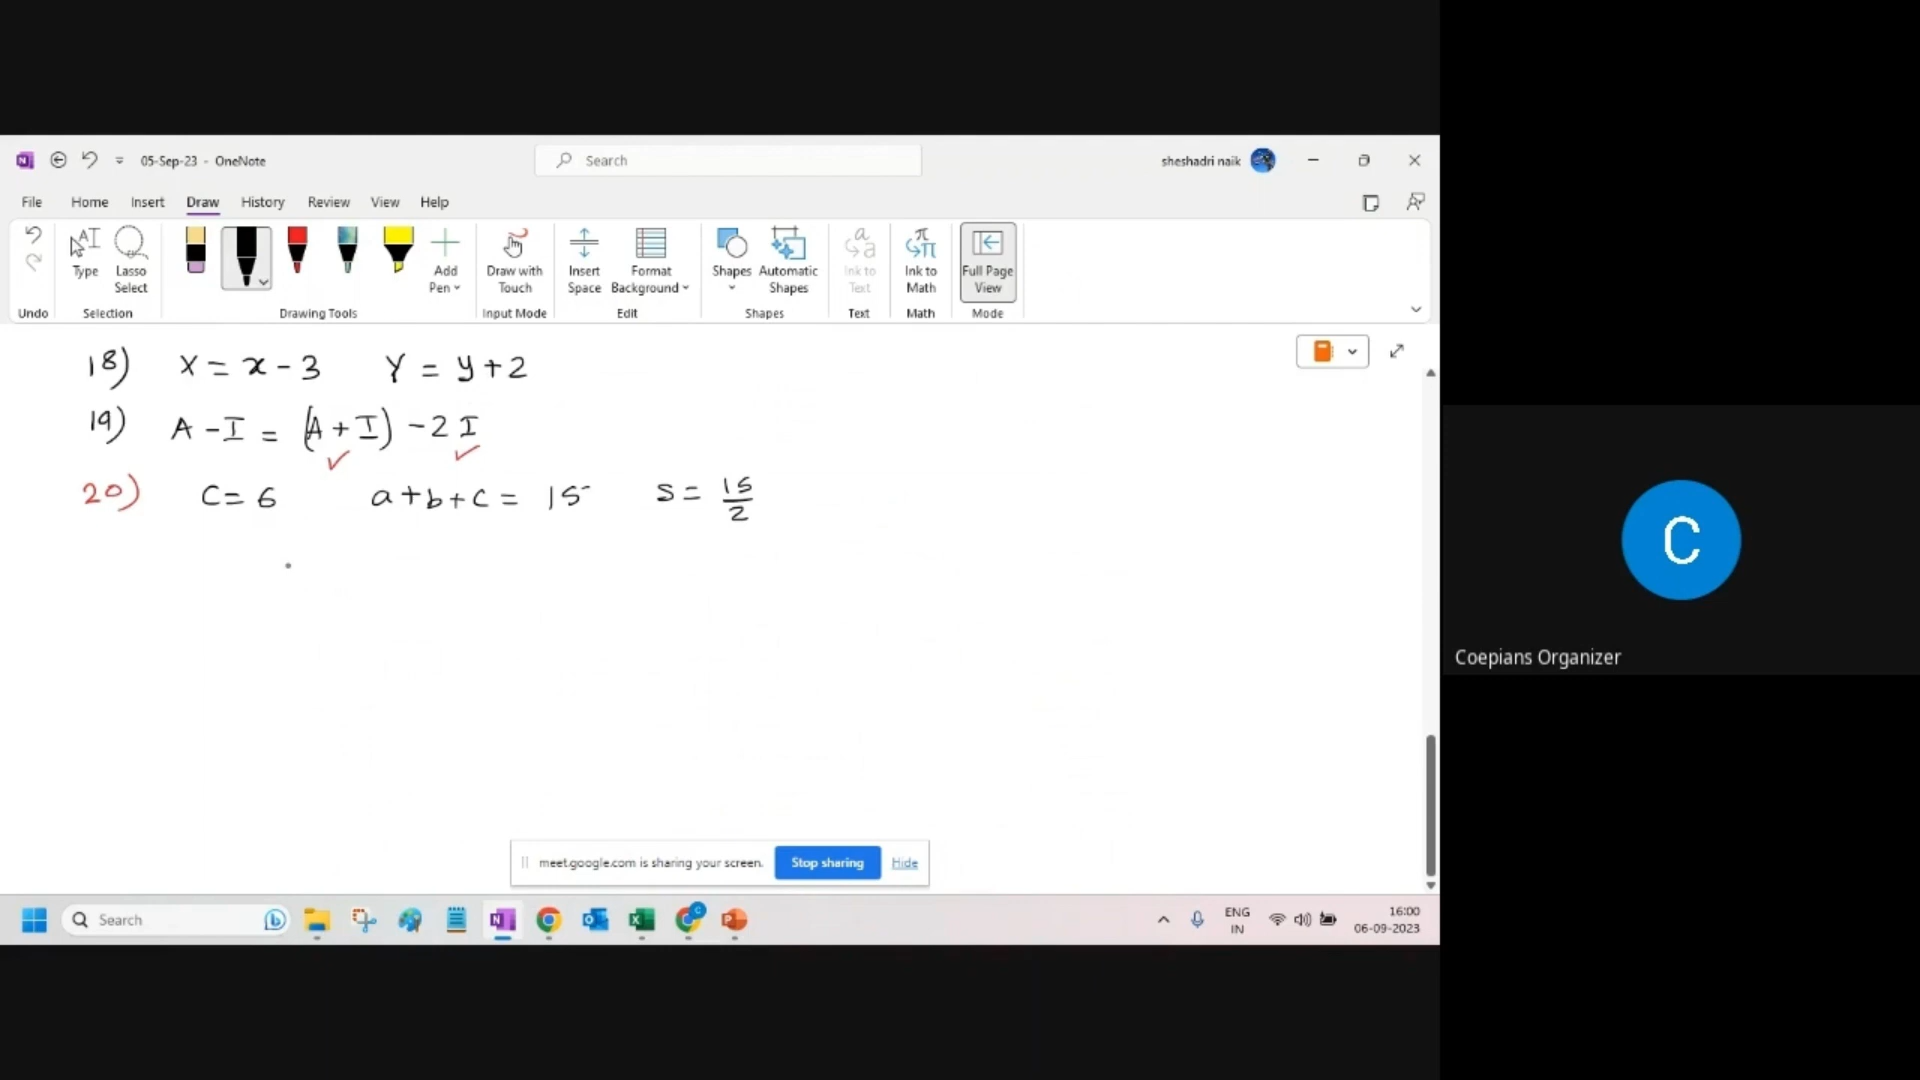 05-Sep-23 - OneNote
Search
sheshadri naik
File Home Insert Draw History Review View Help
Type
Lasso Select
Add Pen
Draw with Touch
Insert Space
Format Background
Shapes
Automatic Shapes
Ink to Text
Ink to Math
Full Page View
Undo Selection Drawing Tools Input Mode Edit Shapes Text Math Mode
18) X = x - 3 Y = y + 2
19) A - I = (A + I) - 2 I
20) C = 6 a + b + c = 15 s = 15/2
C
Coepians Organizer
meet.google.com is sharing your screen. Stop sharing Hide
Search
ENG IN
16:00
06-09-2023